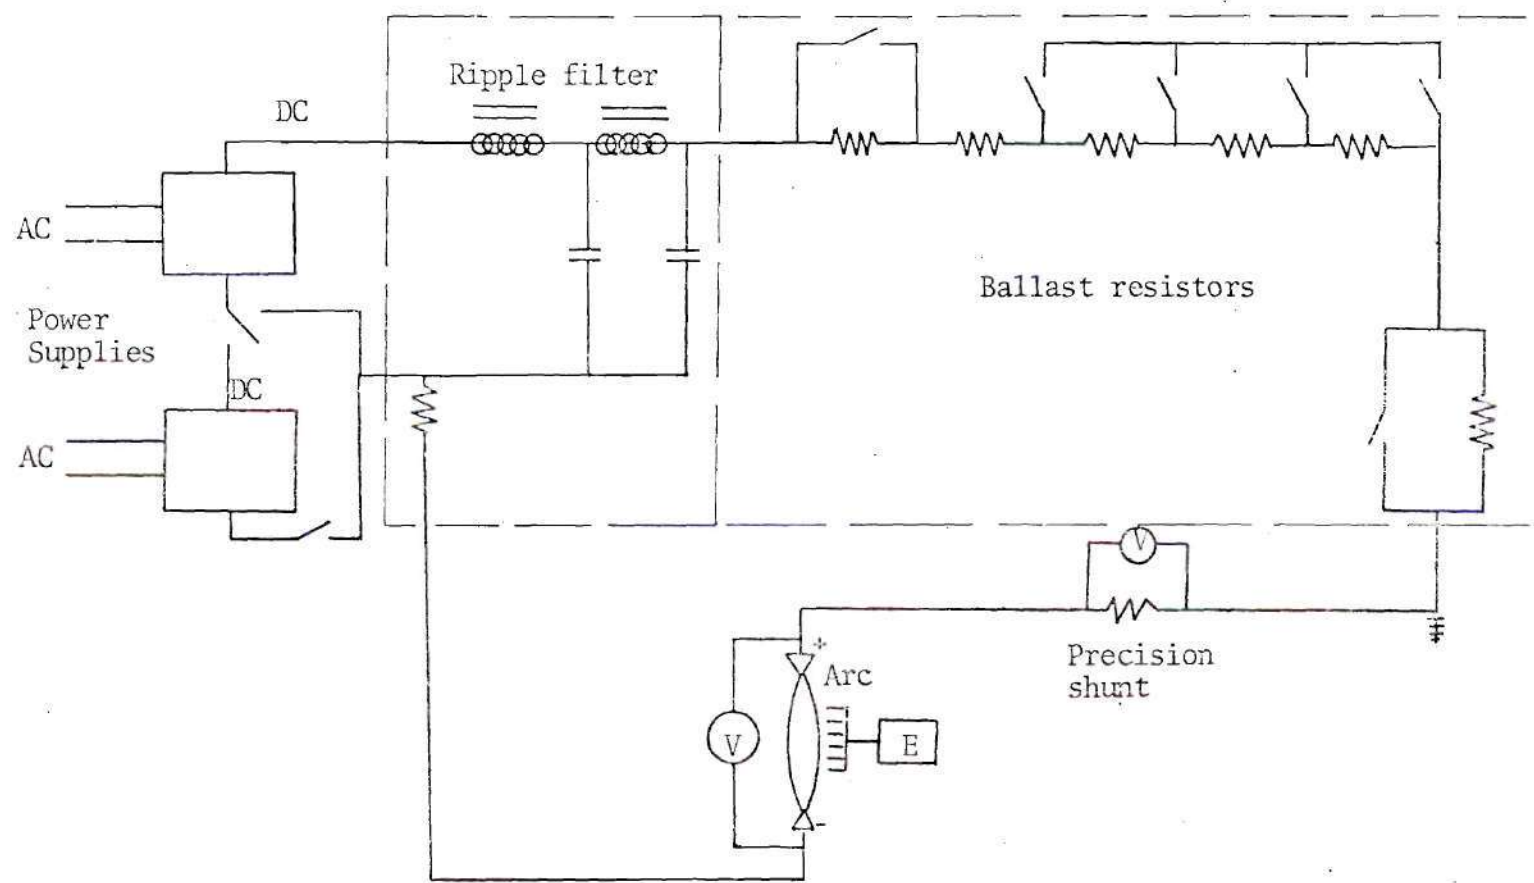 Ripple filter
DC
AC
Power
Supplies
Ballast resistors
DC
AC
V
Precision
shunt
+
Arc
V
E
-